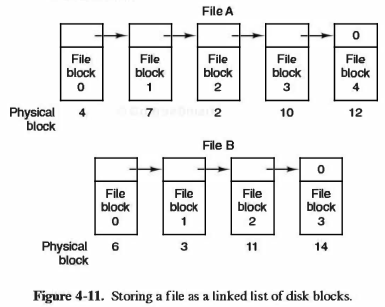 File A
0
File block 0
File block 1
File block 2
File block 3
File block 4
Physical block 4 7 2 10 12
File B
0
File block 0
File block 1
File block 2
File block 3
Physical block 6 3 11 14
Figure 4-11. Storing a file as a linked list of disk blocks.